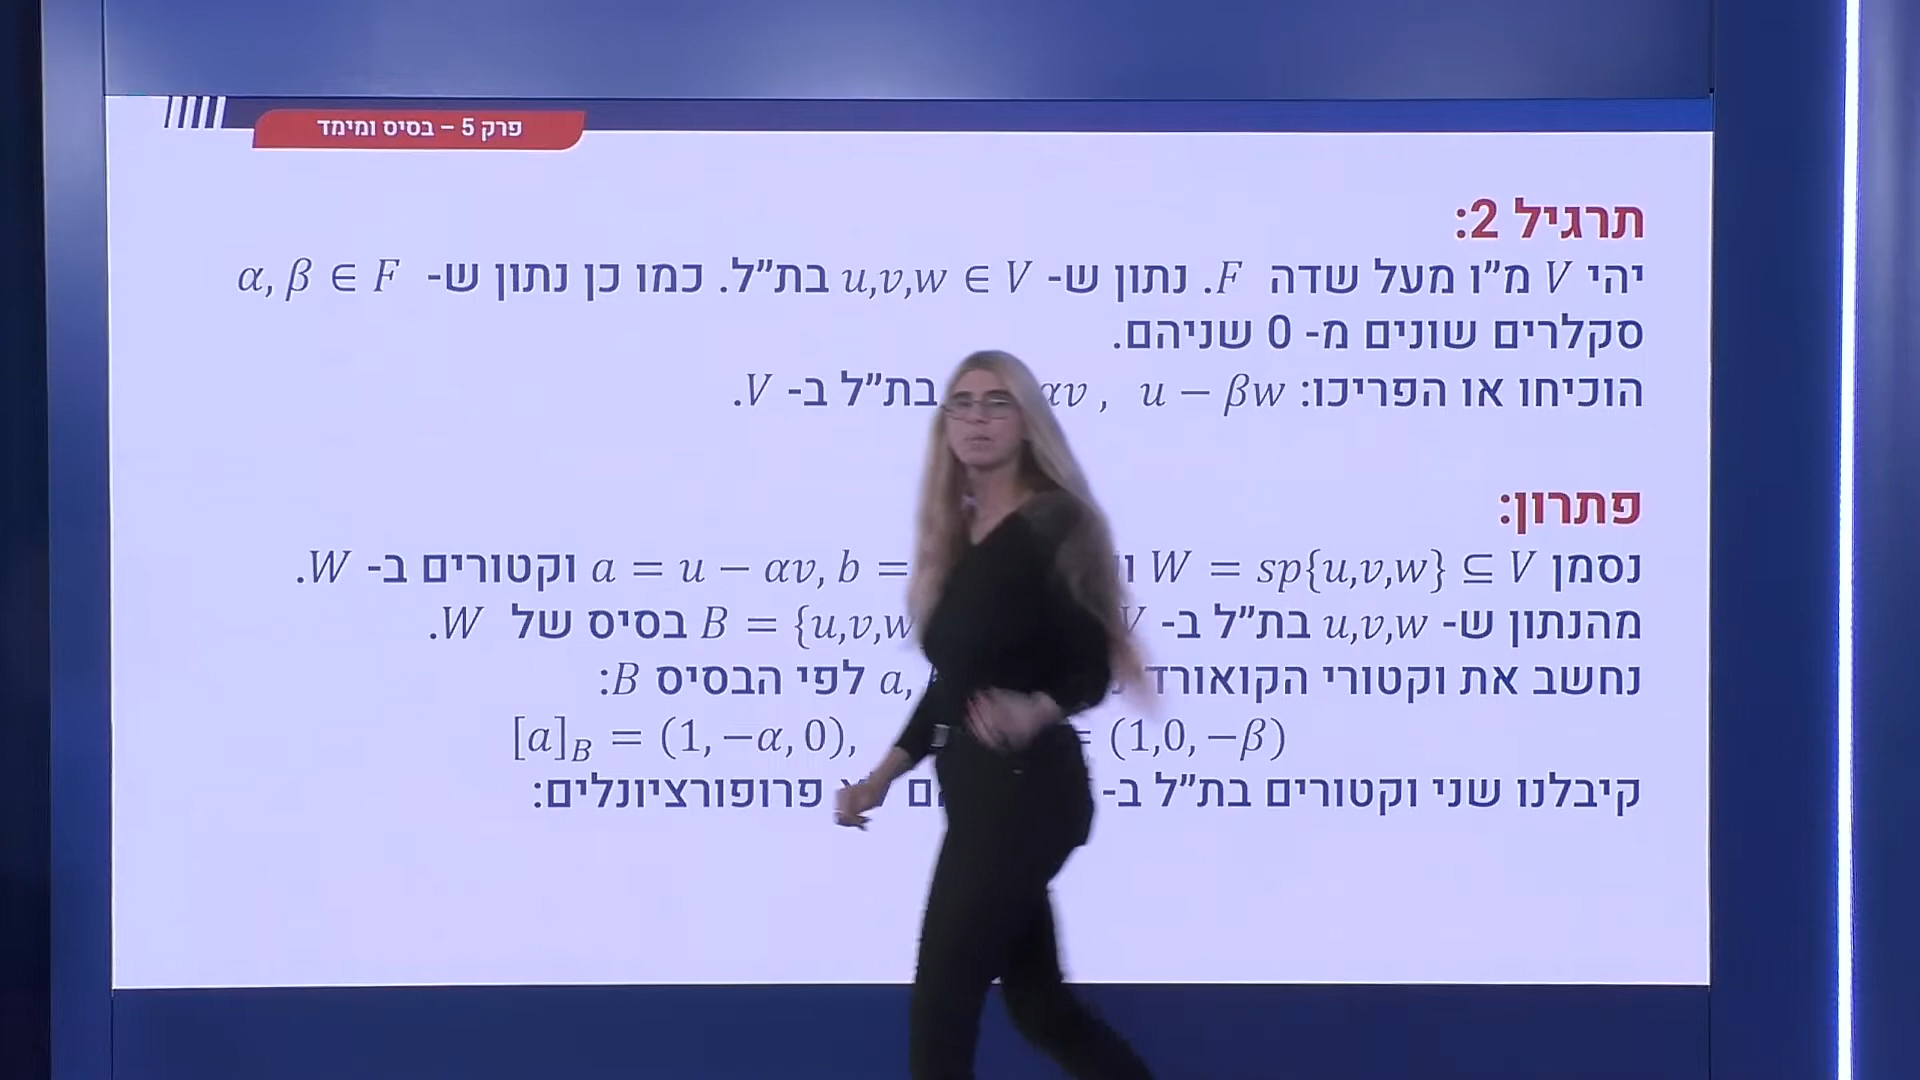 פרק 5 – בסיס ומימד
תרגיל 2:
יהי V מ״ו מעל שדה F. נתון ש- u,v,w ∈ V בת״ל. כמו כן נתון ש- α, β ∈ F
סקלרים שונים מ- 0 שניהם.
הוכיחו או הפריכו: αv , u − βw בת״ל ב- V.
פתרון:
נסמן W = sp{u,v,w} ⊆ V a = u − αv, b = וקטורים ב- W.
מהנתון ש- u,v,w בת״ל ב- V B = {u,v,w בסיס של W.
נחשב את וקטורי a, לפי הבסיס B:
[a]B = (1, −α, 0), = (1,0, −β)
קיבלנו שני וקטורים בת״ל ב- פרופורציונלים: